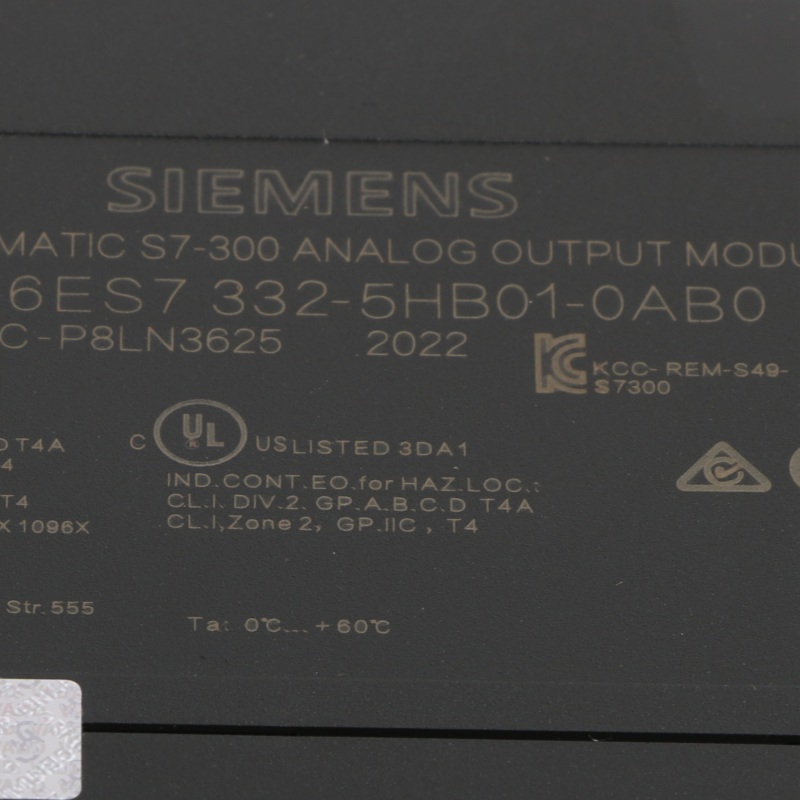 SIEMENS
MATIC S7-300 ANALOG OUTPUT MODU
6ES7 332-5HB01-0AB0
C-P8LN3625 2022
KCC-REM-S49-
S7300
C UL US LISTED 3DA1
T4A
4
IND.CONT.EQ.for HAZ.LOC.:
CL.I, DIV.2, GP.A.B.C.D T4A
T4
X 1096X
CL.I,Zone 2, GP.IIC, T4
Str.555
Ta: 0°C...+60°C